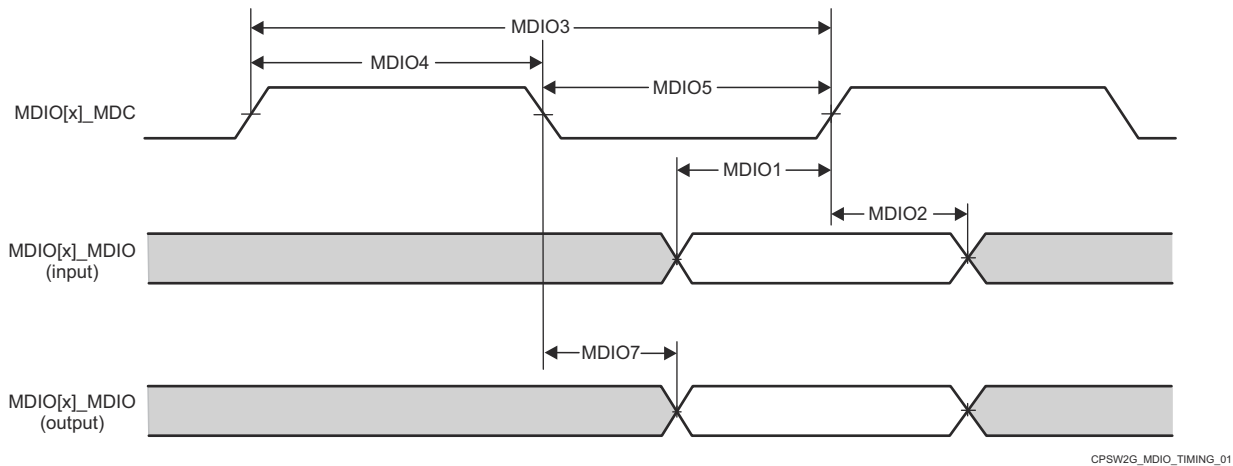 MDIO3
MDIO4
MDIO5
MDIO[x]_MDC
MDIO1
MDIO2
MDIO[x]_MDIO
(input)
MDIO7
MDIO[x]_MDIO
(output)
CPSW2G_MDIO_TIMING_01